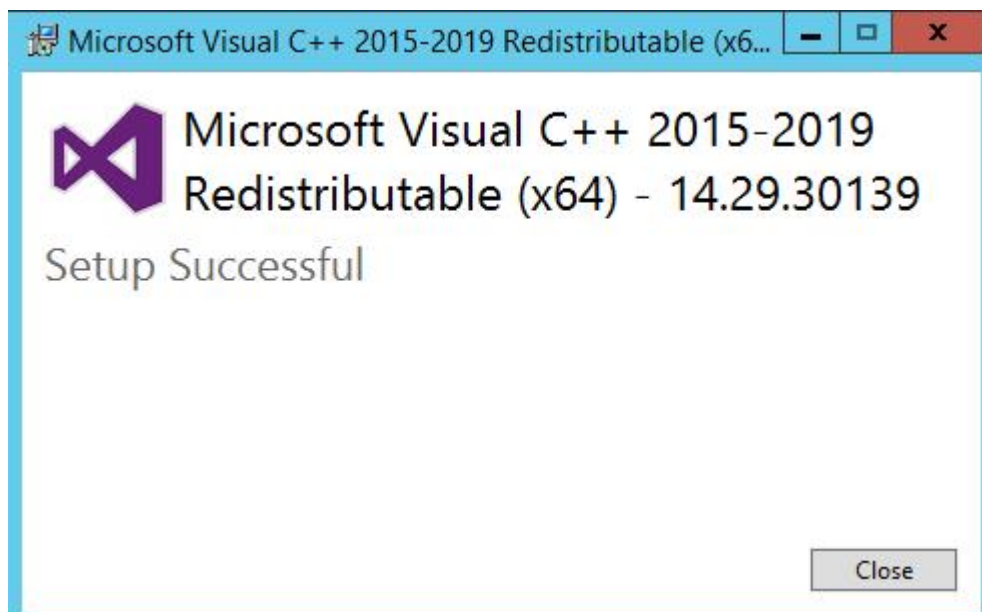 Microsoft Visual C++ 2015-2019 Redistributable (x6...
Microsoft Visual C++ 2015-2019
Redistributable (x64) - 14.29.30139
Setup Successful
Close